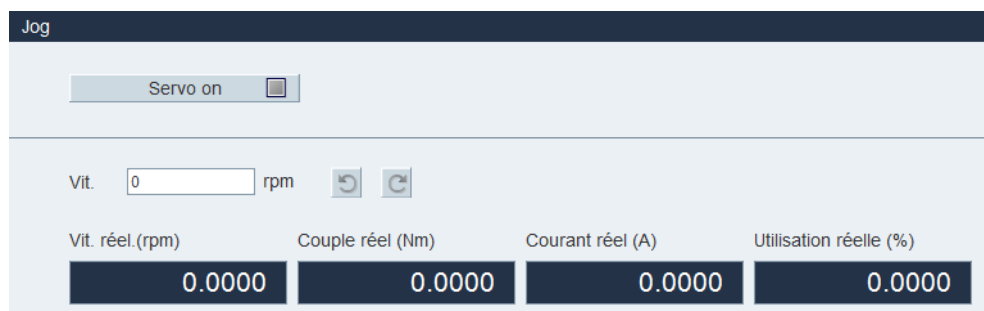 Jog
Servo on
Vit. 0 rpm
Vit. réel.(rpm) Couple réel (Nm) Courant réel (A) Utilisation réelle (%)
0.0000 0.0000 0.0000 0.0000